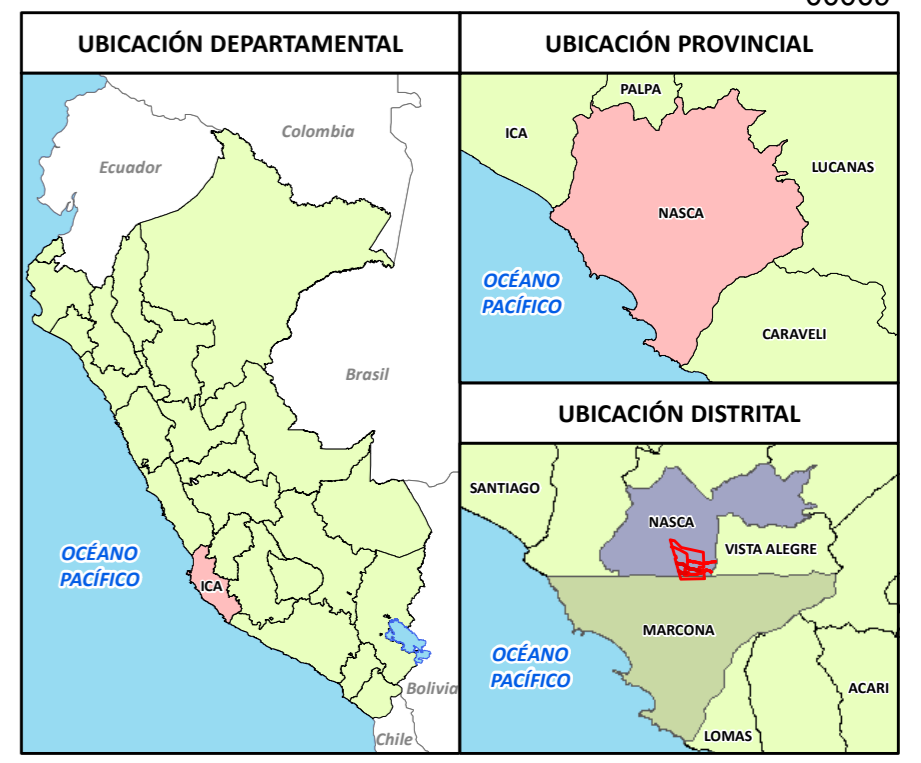 UBICACIÓN DEPARTAMENTAL
Colombia
Ecuador
Brasil
OCÉANO
PACÍFICO
ICA
Bolivia
Chile
UBICACIÓN PROVINCIAL
PALPA
ICA
LUCANAS
NASCA
OCÉANO
PACÍFICO
CARAVELI
UBICACIÓN DISTRITAL
SANTIAGO
NASCA
VISTA ALEGRE
MARCONA
OCÉANO
PACÍFICO
ACARI
LOMAS